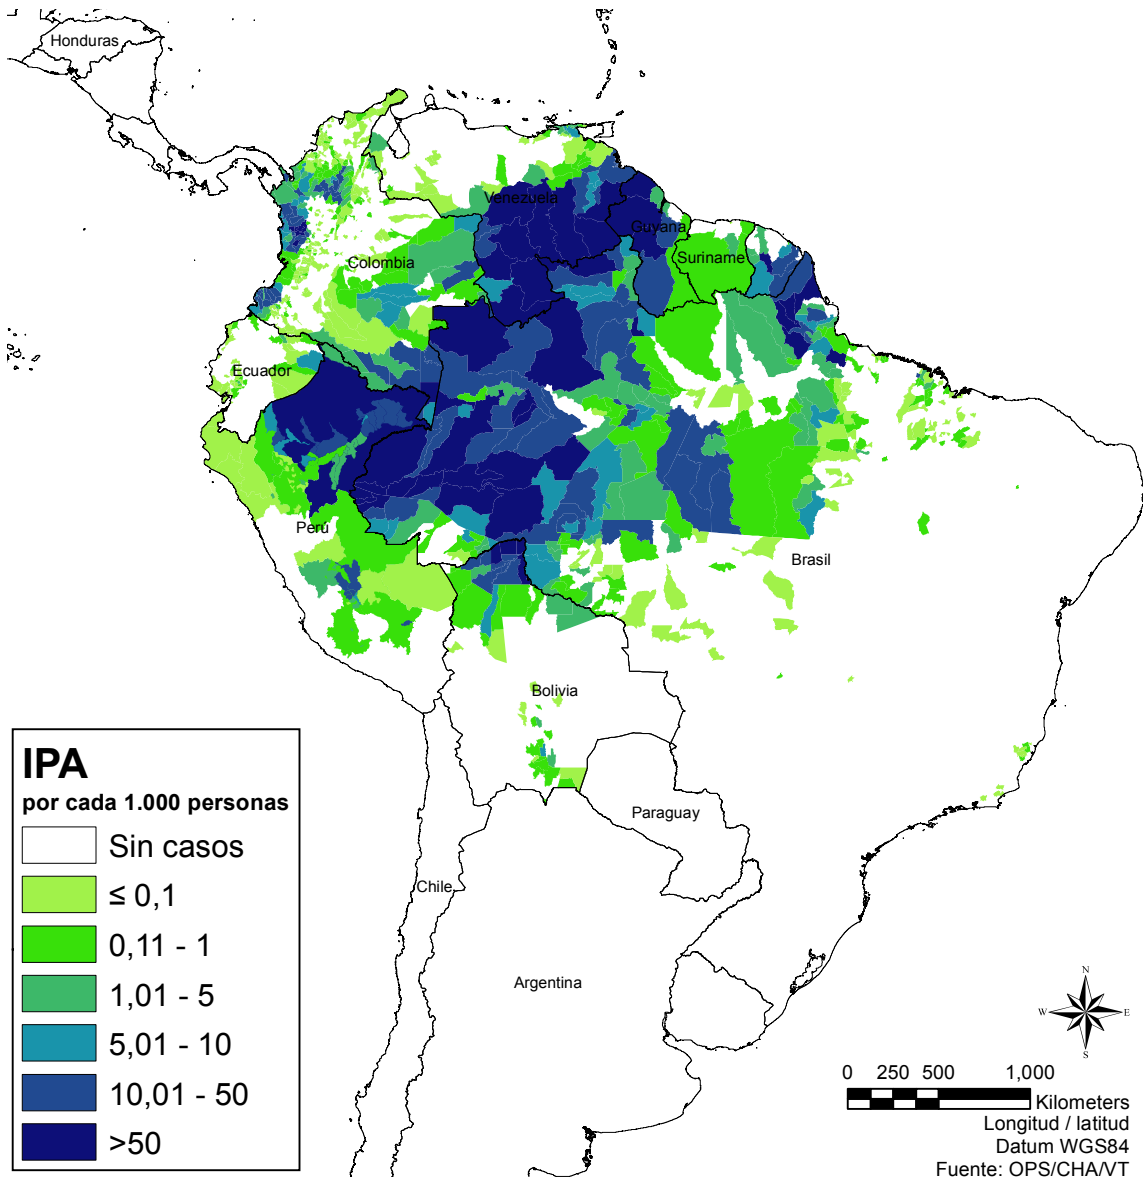 Honduras
Venezuela
Guyana
Suriname
Colombia
Ecuador
Perú
Brasil
Bolivia
Paraguay
Chile
Argentina
IPA
por cada 1.000 personas
Sin casos
≤ 0,1
0,11 - 1
1,01 - 5
5,01 - 10
10,01 - 50
>50
N
W E
S
0 250 500 1,000
Kilometers
Longitud / latitud
Datum WGS84
Fuente: OPS/CHA/VT